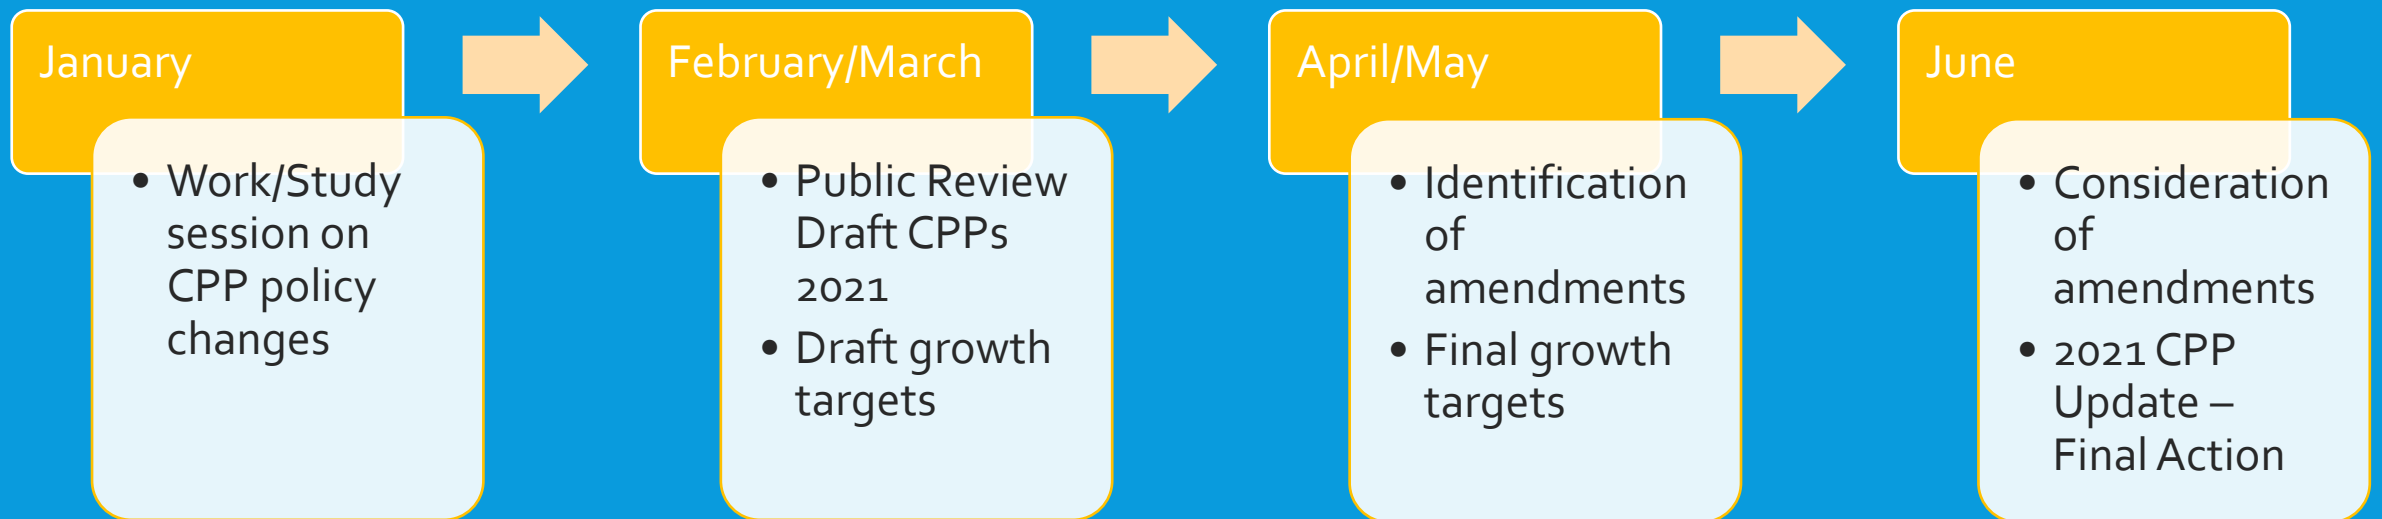 January
• Work/Study
session on
CPP policy
changes
February/March
• Public Review
Draft CPPs
2021
• Draft growth
targets
April/May
• Identification
of
amendments
• Final growth
targets
June
• Consideration
of
amendments
• 2021 CPP
Update –
Final Action